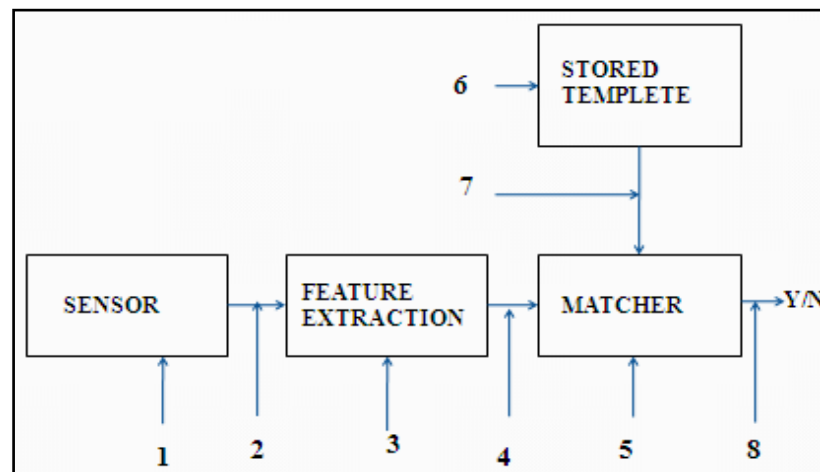 STORED
TEMPLETE
6
7
SENSOR
FEATURE
EXTRACTION
MATCHER
Y/N
1
2
3
4
5
8